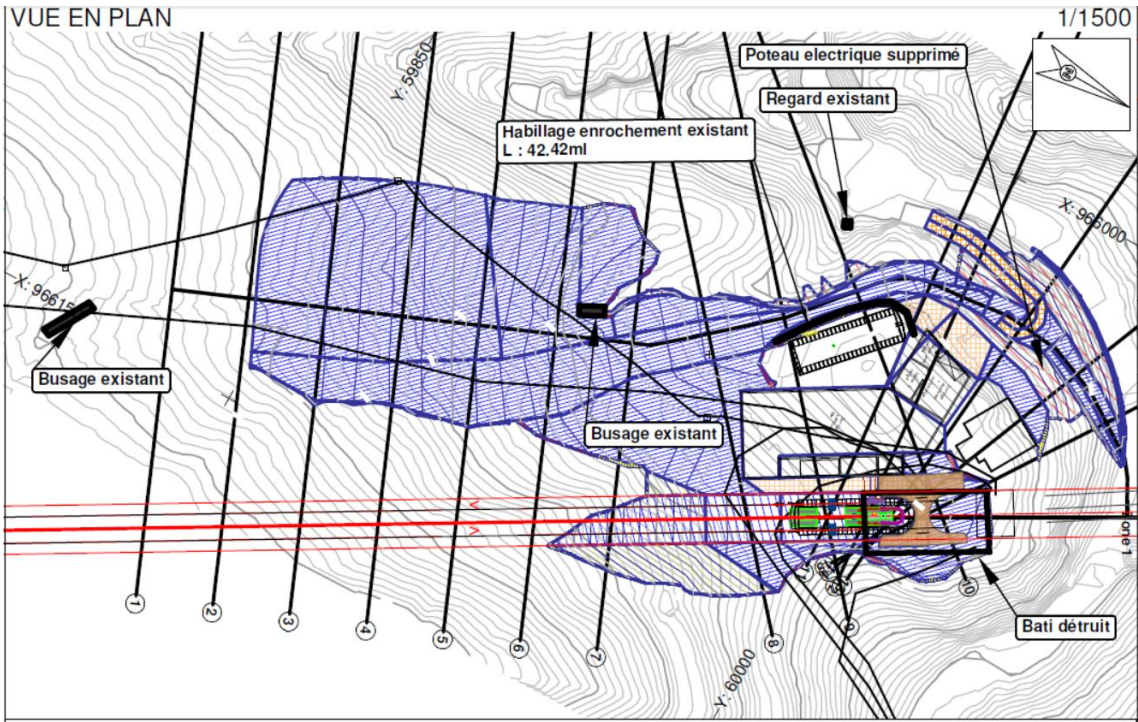 VUE EN PLAN
1/1500
Poteau electrique supprimé
Regard existant
Habillage enrochement existant
L : 42.42ml
Y: 59850
X: 966000
Busage existant
Busage existant
Y: 60000
Bati détruit
1
2
3
4
5
6
7
8
9
10